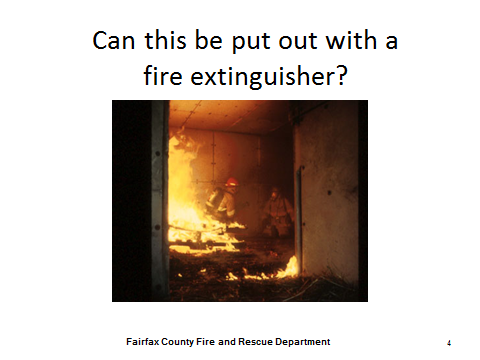 Can this be put out with a
fire extinguisher?
Fairfax County Fire and Rescue Department
4